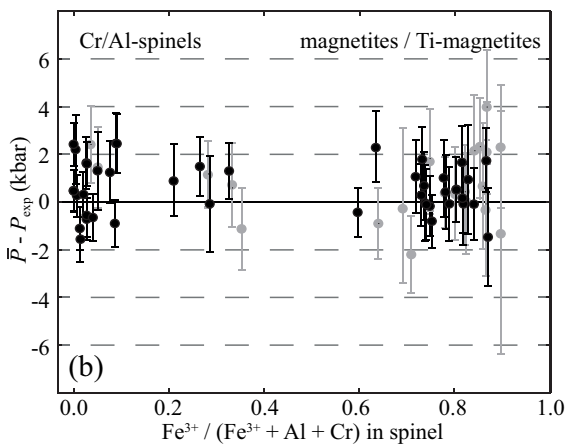 Cr/Al-spinels magnetites / Ti-magnetites
6
4
2
0
-2
-4
-6
P̅ - Pexp (kbar)
(b)
0.0 0.2 0.4 0.6 0.8 1.0
Fe³⁺ / (Fe³⁺ + Al + Cr) in spinel